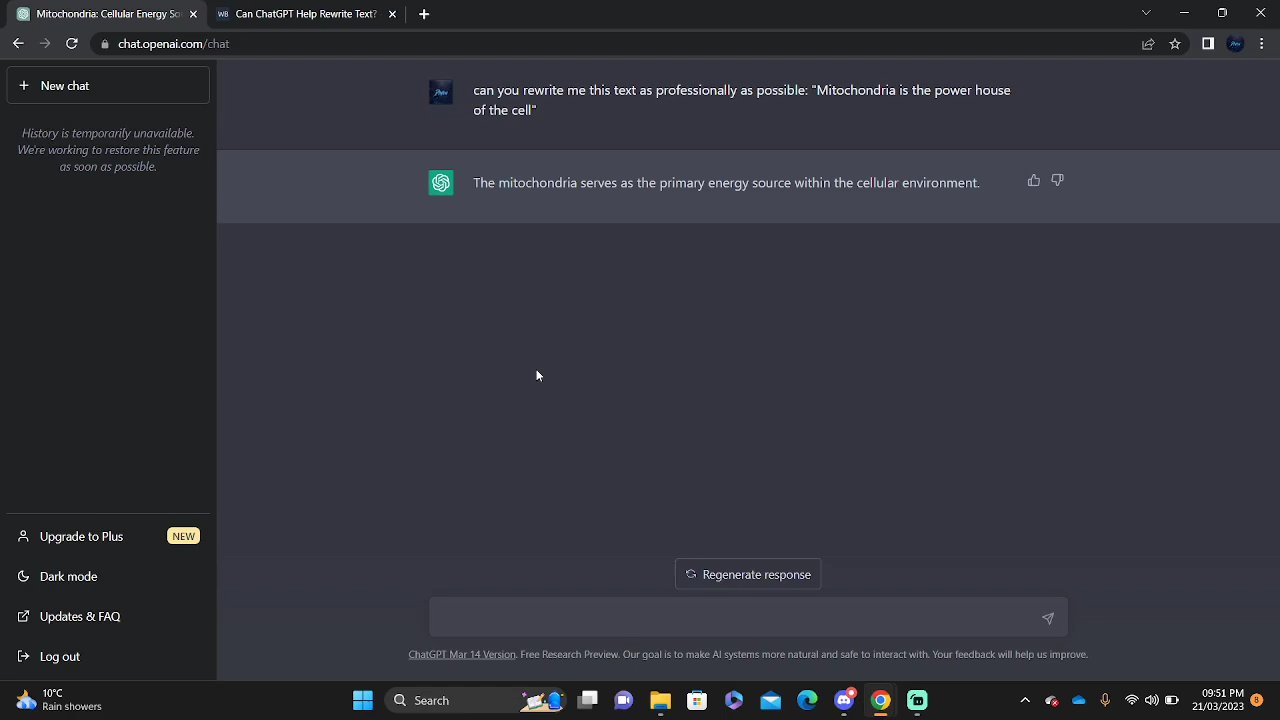 Mitochondria: Cellular Energy So
WB Can ChatGPT Help Rewrite Text?
chat.openai.com/chat
New chat
History is temporarily unavailable.
We're working to restore this feature
as soon as possible.
can you rewrite me this text as professionally as possible: "Mitochondria is the power house
of the cell"
The mitochondria serves as the primary energy source within the cellular environment.
Upgrade to Plus NEW
Dark mode
Updates & FAQ
Log out
Regenerate response
ChatGPT Mar 14 Version. Free Research Preview. Our goal is to make AI systems more natural and safe to interact with. Your feedback will help us improve.
10°C
Rain showers
Search
09:51 PM
21/03/2023
8